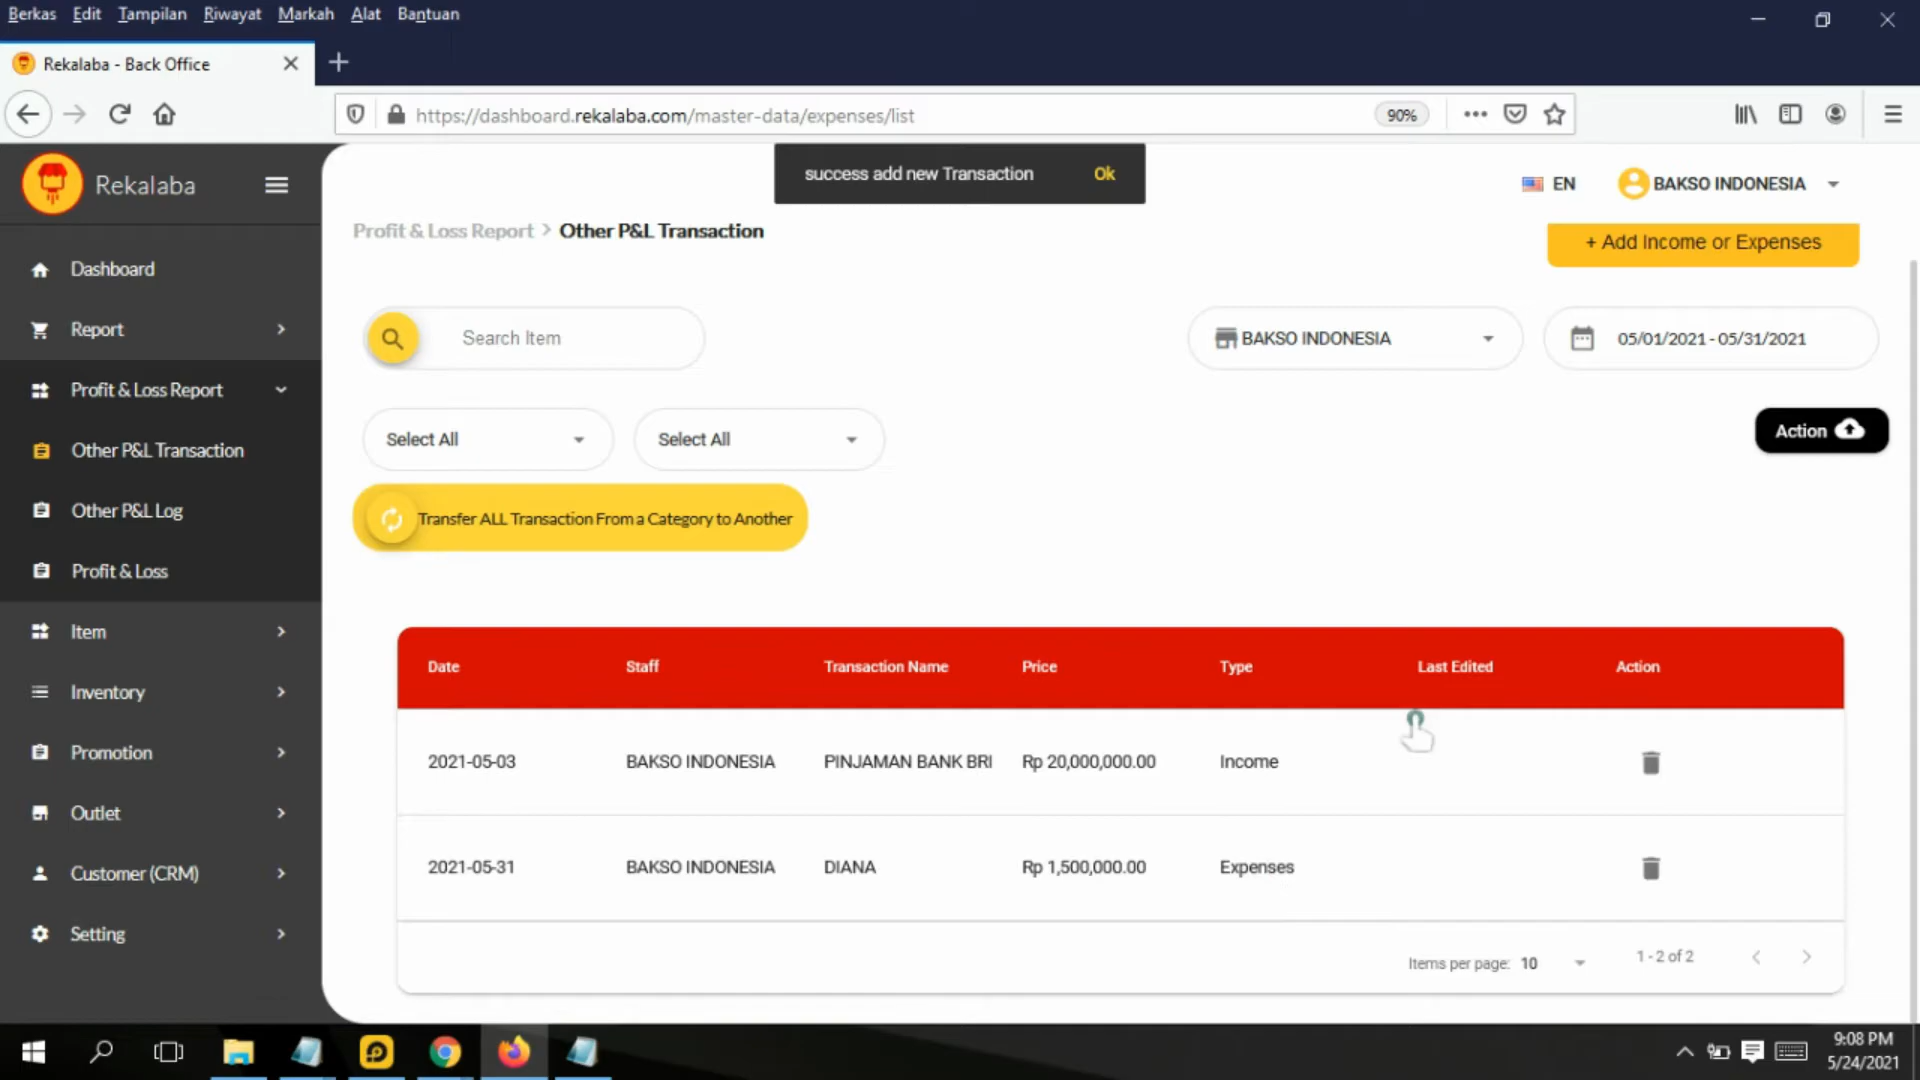 Berkas Edit Tampilan Riwayat Markah Alat Bantuan
Rekalaba - Back Office
https://dashboard.rekalaba.com/master-data/expenses/list
90%
Rekalaba
success add new Transaction Ok
EN
BAKSO INDONESIA
Profit & Loss Report > Other P&L Transaction
+ Add Income or Expenses
Dashboard
Report
Profit & Loss Report
Other P&L Transaction
Other P&L Log
Profit & Loss
Item
Inventory
Promotion
Outlet
Customer (CRM)
Setting
Search Item
BAKSO INDONESIA
05/01/2021 - 05/31/2021
Select All
Select All
Action
Transfer ALL Transaction From a Category to Another
Date Staff Transaction Name Price Type Last Edited Action
2021-05-03 BAKSO INDONESIA PINJAMAN BANK BRI Rp 20,000,000.00 Income
2021-05-31 BAKSO INDONESIA DIANA Rp 1,500,000.00 Expenses
Items per page: 10 1 - 2 of 2
9:08 PM
5/24/2021